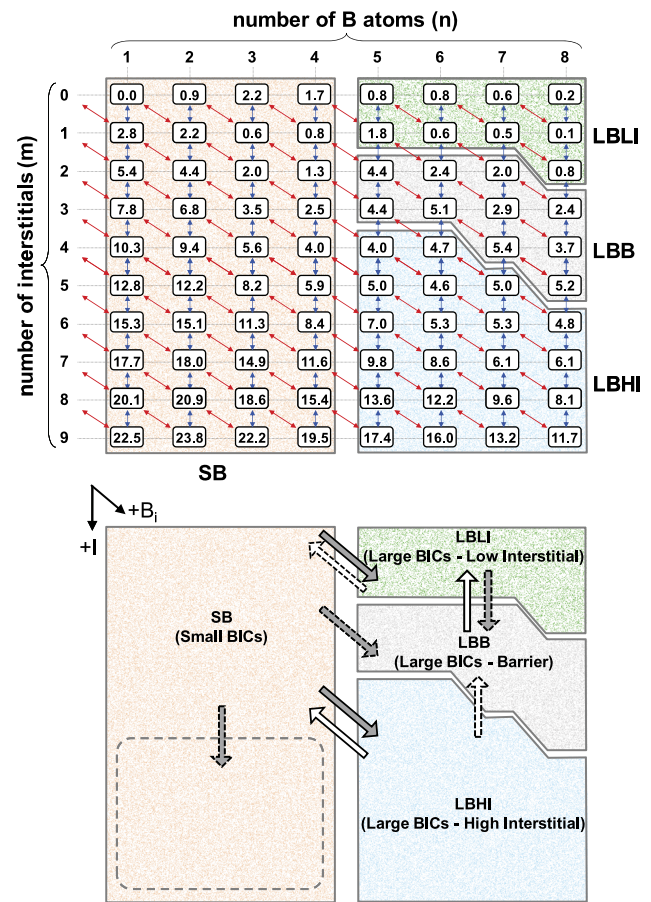 number of B atoms (n)
1 2 3 4 5 6 7 8
number of interstitials (m)
0 0.0 0.9 2.2 1.7 0.8 0.8 0.6 0.2
1 2.8 2.2 0.6 0.8 1.8 0.6 0.5 0.1
LBLI
2 5.4 4.4 2.0 1.3 4.4 2.4 2.0 0.8
3 7.8 6.8 3.5 2.5 4.4 5.1 2.9 2.4
4 10.3 9.4 5.6 4.0 4.0 4.7 5.4 3.7
LBB
5 12.8 12.2 8.2 5.9 5.0 4.6 5.0 5.2
6 15.3 15.1 11.3 8.4 7.0 5.3 5.3 4.8
7 17.7 18.0 14.9 11.6 9.8 8.6 6.1 6.1
8 20.1 20.9 18.6 15.4 13.6 12.2 9.6 8.1
LBHI
9 22.5 23.8 22.2 19.5 17.4 16.0 13.2 11.7
SB
+Bi
+I
LBLI
(Large BICs - Low Interstitial)
SB
(Small BICs)
LBB
(Large BICs - Barrier)
LBHI
(Large BICs - High Interstitial)